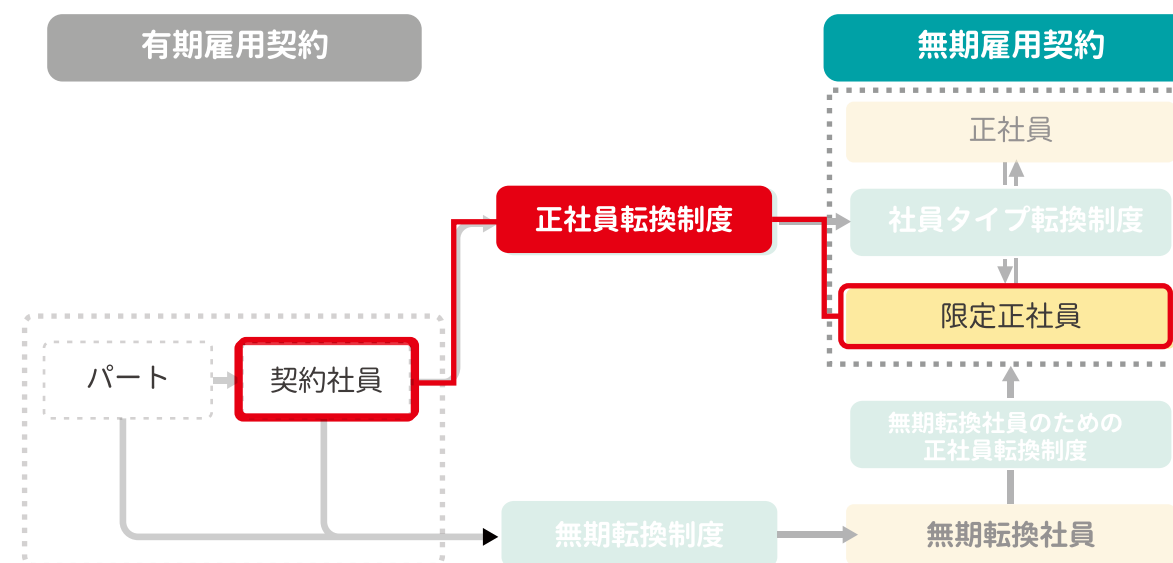 有期雇用契約
無期雇用契約
正社員
正社員転換制度
社員タイプ転換制度
限定正社員
パート
契約社員
無期転換社員のための
正社員転換制度
無期転換制度
無期転換社員